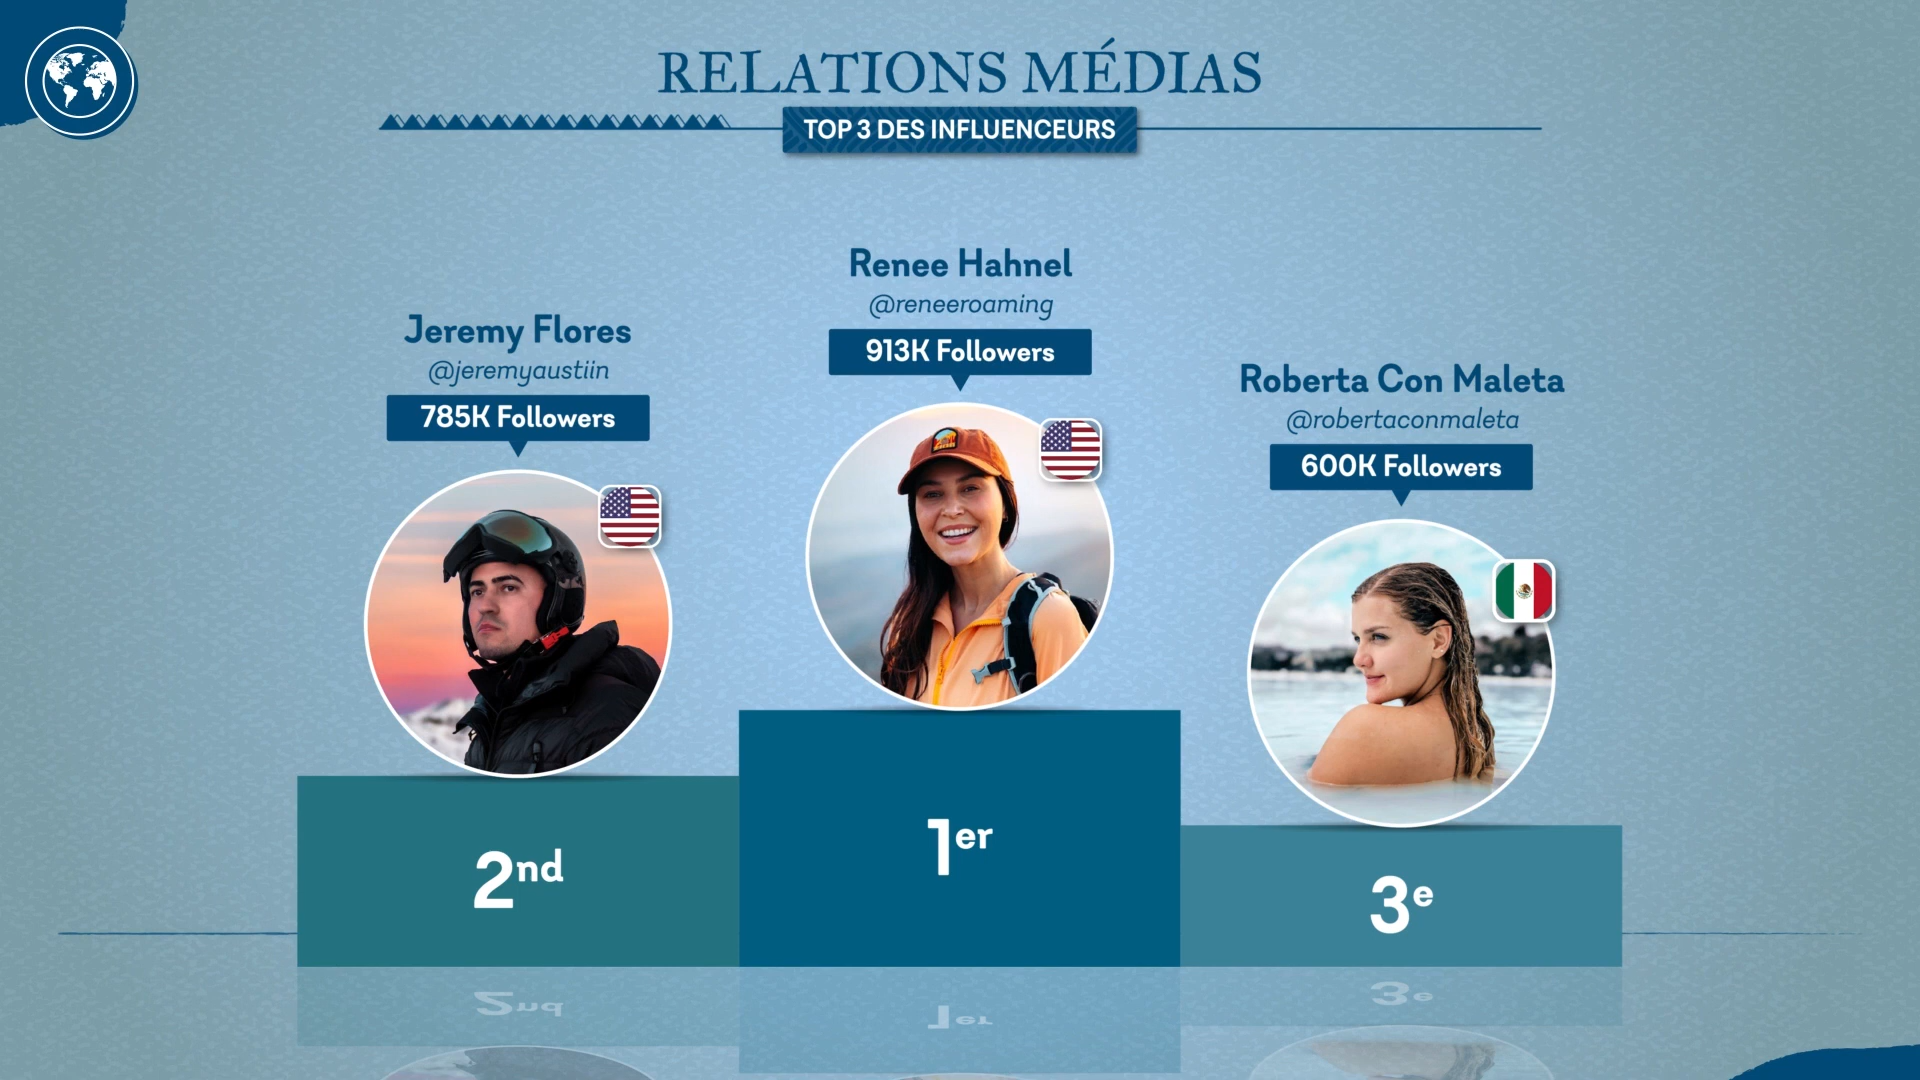 RELATIONS MÉDIAS
TOP 3 DES INFLUENCEURS
Jeremy Flores
@jeremyaustiin
785K Followers
2nd
Renee Hahnel
@reneeroaming
913K Followers
1er
Roberta Con Maleta
@robertaconmaleta
600K Followers
3e